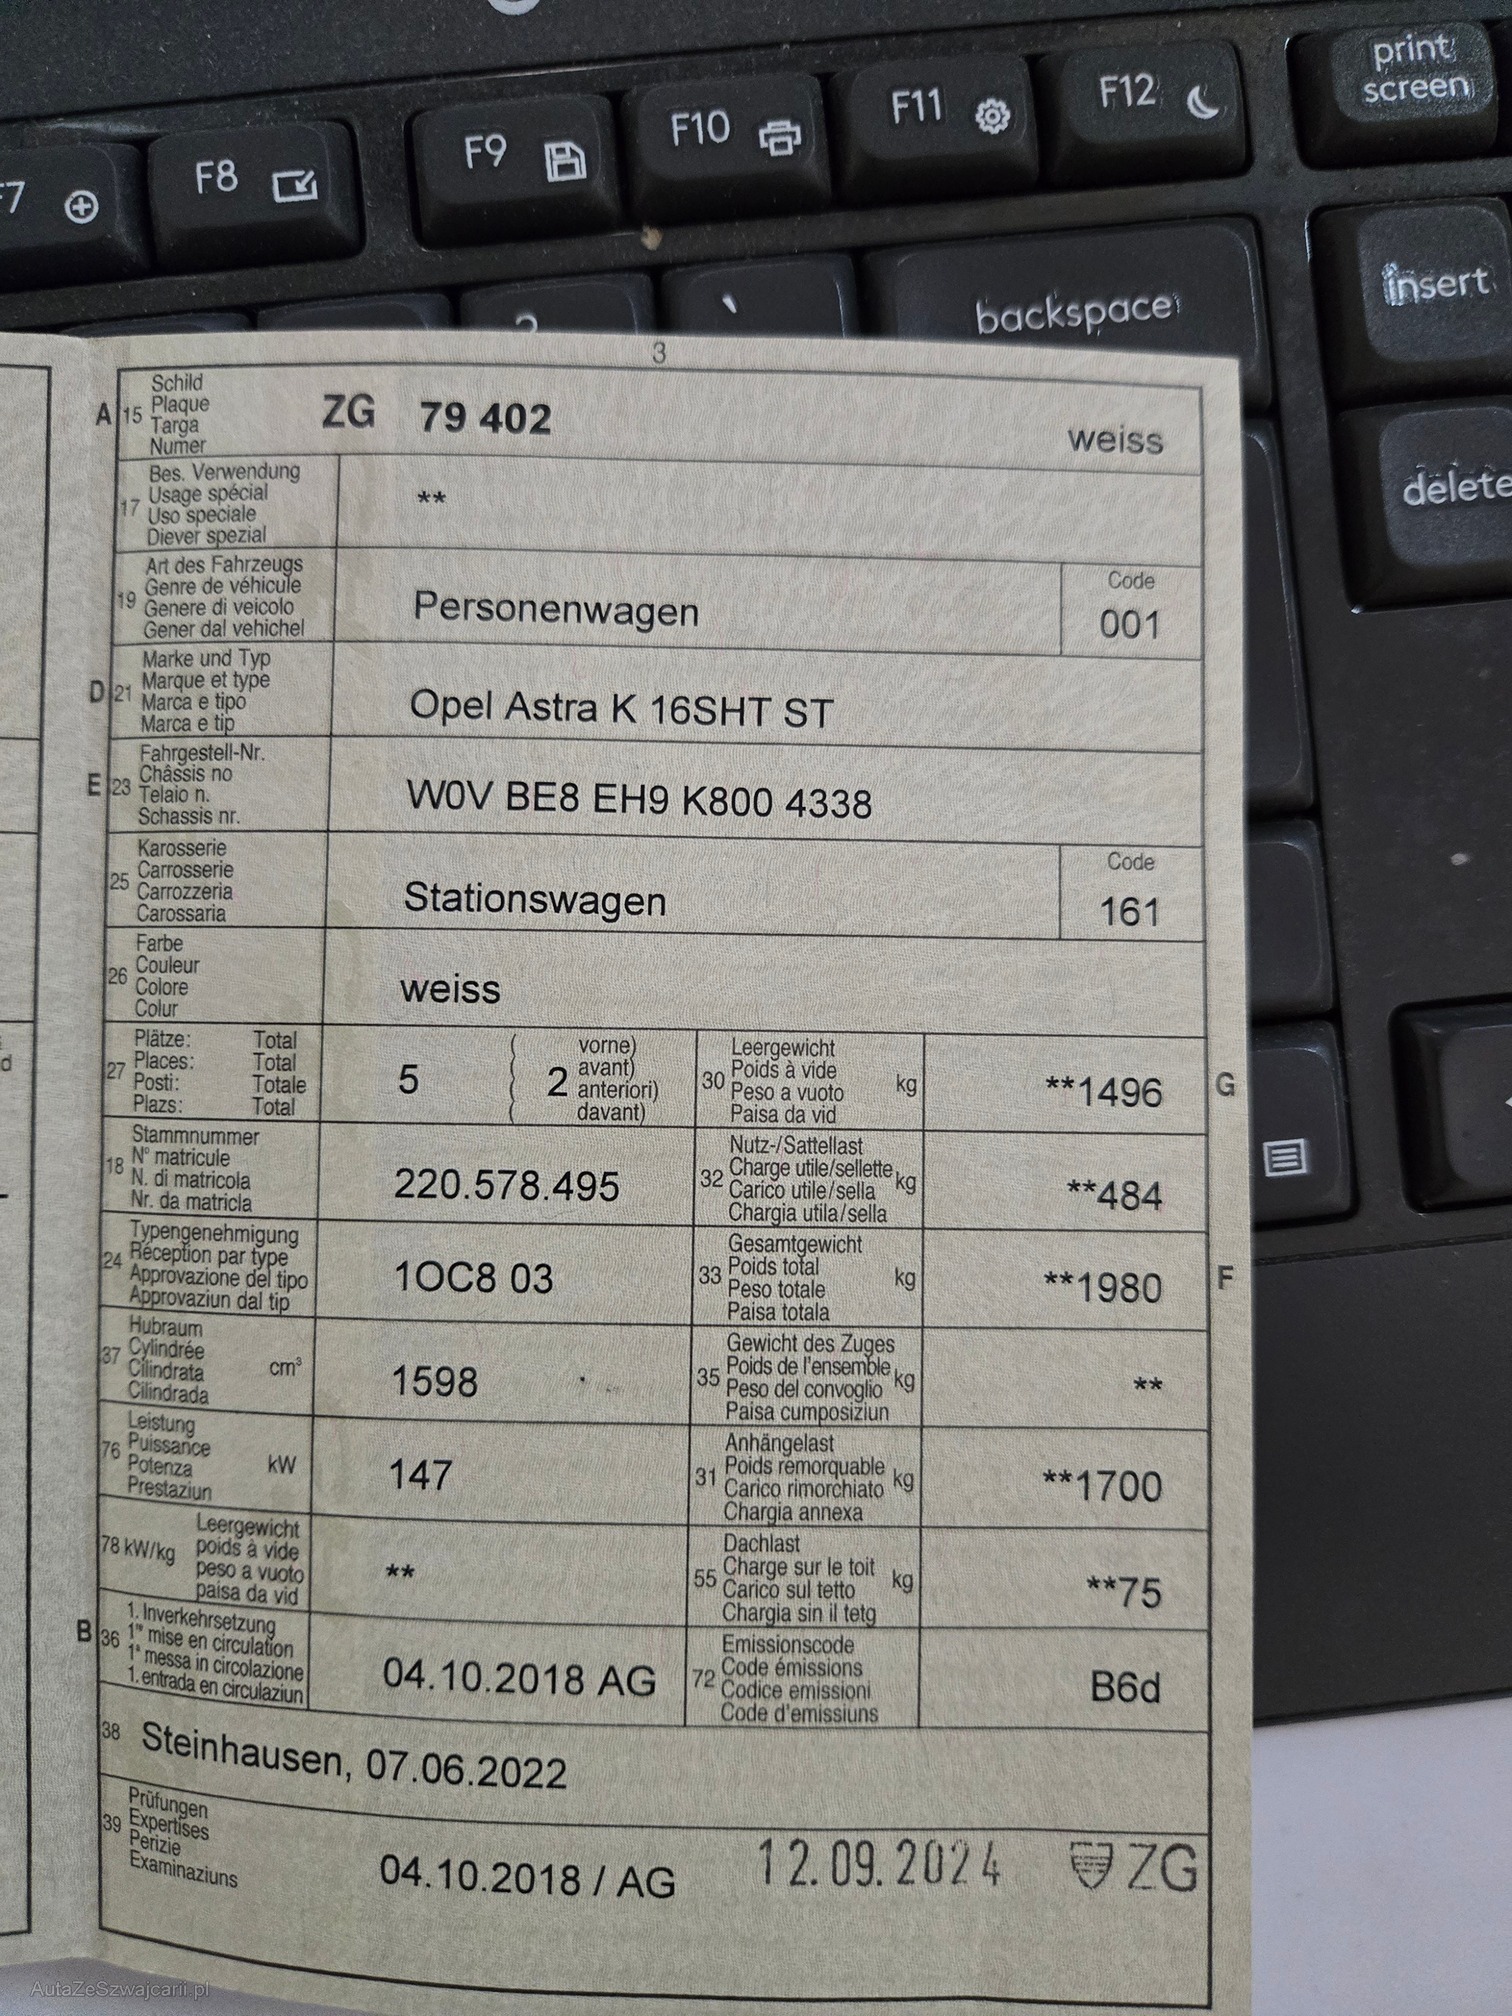 F7
F8
F9
F10
F11
F12
print
screen
backspace
insert
delete
3
A 15 Schild
Plaque
Targa
Numer
ZG 79 402
weiss
17 Bes. Verwendung
Usage spécial
Uso speciale
Diever spezial
**
19 Art des Fahrzeugs
Genre de véhicule
Genere di veicolo
Gener dal vehichel
Personenwagen
Code
001
D 21 Marke und Typ
Marque et type
Marca e tipo
Marca e tip
Opel Astra K 16SHT ST
E 23 Fahrgestell-Nr.
Châssis no
Telaio n.
Schassis nr.
W0V BE8 EH9 K800 4338
25 Karosserie
Carrosserie
Carrozzeria
Carossaria
Stationswagen
Code
161
26 Farbe
Couleur
Colore
Colur
weiss
27 Plätze: Total
Places: Total
Posti: Totale
Plazs: Total
5
( 2 vorne)
avant)
anteriori)
davant)
30 Leergewicht
Poids à vide
Peso a vuoto
Paisa da vid
kg
**1496
G
18 Stammnummer
N° matricule
N. di matricola
Nr. da matricla
220.578.495
32 Nutz-/Sattellast
Charge utile/sellette
Carico utile/sella
Chargia utila/sella
kg
**484
24 Typengenehmigung
Réception par type
Approvazione del tipo
Approvaziun dal tip
1OC8 03
33 Gesamtgewicht
Poids total
Peso totale
Paisa totala
kg
**1980
F
37 Hubraum
Cylindrée
Cilindrata
Cilindrada
cm³
1598
35 Gewicht des Zuges
Poids de l'ensemble
Peso del convoglio
Paisa cumposiziun
kg
**
76 Leistung
Puissance
Potenza
Prestaziun
kW
147
31 Anhängelast
Poids remorquable
Carico rimorchiato
Chargia annexa
kg
**1700
78 kW/kg Leergewicht
poids à vide
peso a vuoto
paisa da vid
**
55 Dachlast
Charge sur le toit
Carico sul tetto
Chargia sin il tetg
kg
**75
B 36 1. Inverkehrsetzung
1re mise en circulation
1a messa in circolazione
1. entrada en circulaziun
04.10.2018 AG
72 Emissionscode
Code émissions
Codice emissioni
Code d'emissiuns
B6d
38 Steinhausen, 07.06.2022
39 Prüfungen
Expertises
Perizie
Examinaziuns
04.10.2018 / AG
12.09.2024 ZG
AutaZeSzwajcarii.pl